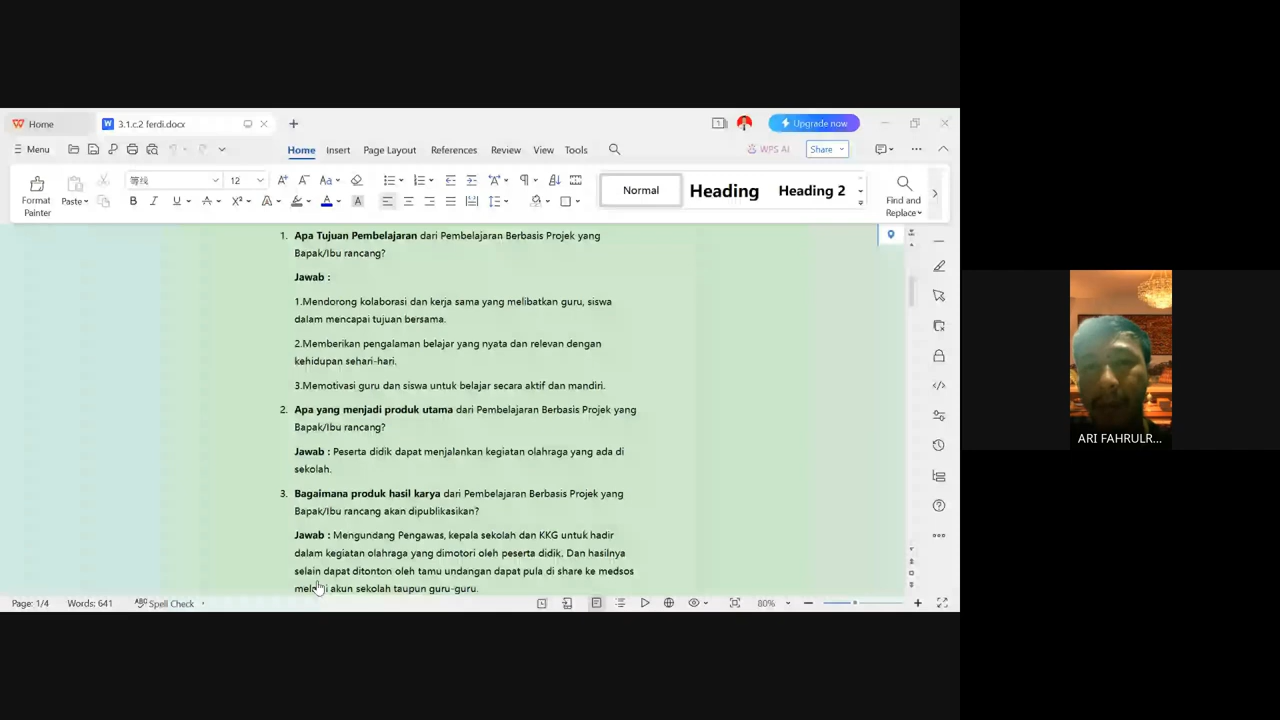 Home
3.1.c.2 ferdi.docx
Upgrade now
Menu
Home Insert Page Layout References Review View Tools
WPS AI
Share
Format Painter
Paste
等线
12
Normal
Heading
Heading 2
Find and Replace
1. Apa Tujuan Pembelajaran dari Pembelajaran Berbasis Projek yang
Bapak/Ibu rancang?
Jawab :
1.Mendorong kolaborasi dan kerja sama yang melibatkan guru, siswa
dalam mencapai tujuan bersama.
2.Memberikan pengalaman belajar yang nyata dan relevan dengan
kehidupan sehari-hari.
3.Memotivasi guru dan siswa untuk belajar secara aktif dan mandiri.
2. Apa yang menjadi produk utama dari Pembelajaran Berbasis Projek yang
Bapak/Ibu rancang?
Jawab : Peserta didik dapat menjalankan kegiatan olahraga yang ada di
sekolah.
3. Bagaimana produk hasil karya dari Pembelajaran Berbasis Projek yang
Bapak/Ibu rancang akan dipublikasikan?
Jawab : Mengundang Pengawas, kepala sekolah dan KKG untuk hadir
dalam kegiatan olahraga yang dimotori oleh peserta didik. Dan hasilnya
selain dapat ditonton oleh tamu undangan dapat pula di share ke medsos
akun sekolah taupun guru-guru.
Page: 1/4
Words: 641
Spell Check
80%
ARI FAHRULR...